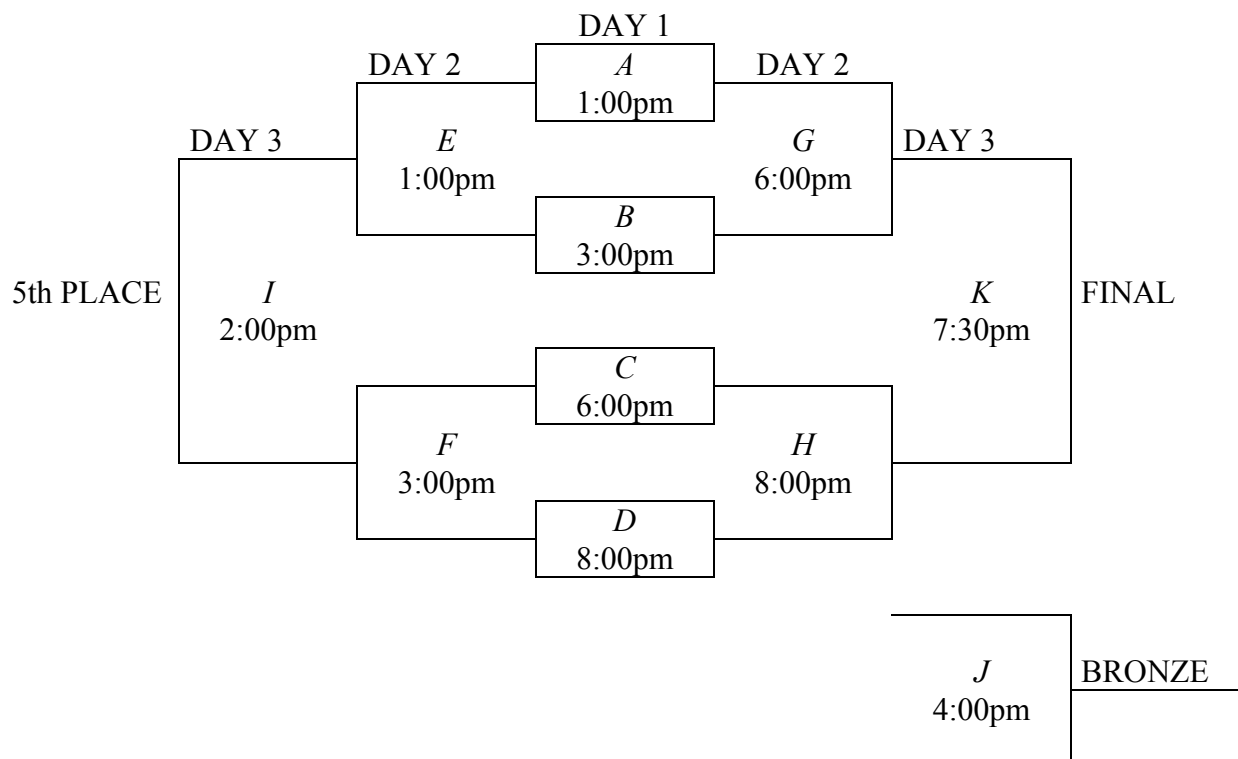 DAY 1
DAY 2
A
DAY 2
1:00pm
DAY 3
E
G
DAY 3
1:00pm
6:00pm
B
3:00pm
5th PLACE
I
K
FINAL
2:00pm
7:30pm
C
6:00pm
F
H
3:00pm
8:00pm
D
8:00pm
J
BRONZE
4:00pm